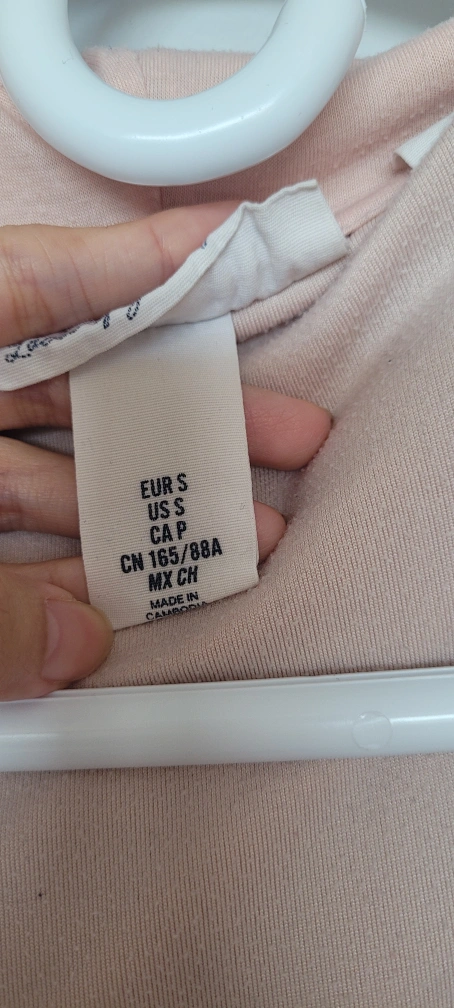 EUR S
US S
CA P
CN 165/88A
MX CH
MADE IN
CAMBODIA